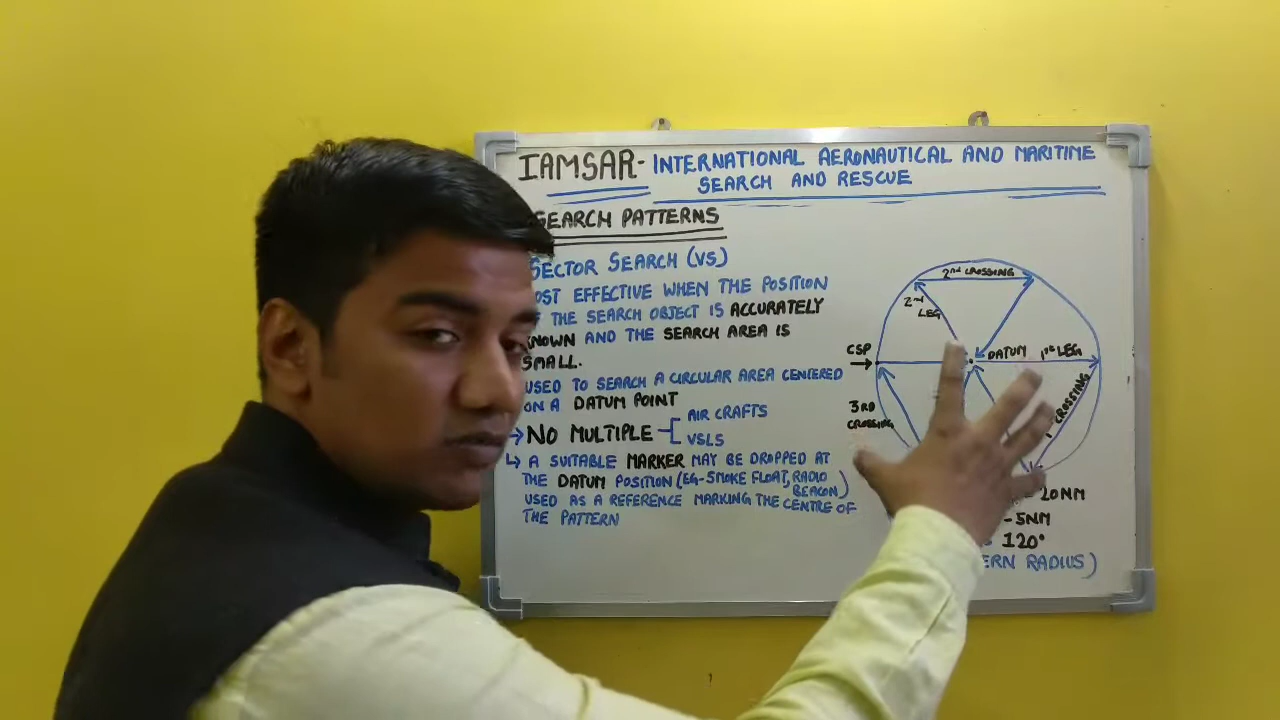 IAMSAR- INTERNATIONAL AERONAUTICAL AND MARITIME
SEARCH AND RESCUE
SEARCH PATTERNS
SECTOR SEARCH (VS)
OST EFFECTIVE WHEN THE POSITION
THE SEARCH OBJECT IS ACCURATELY
NOWN AND THE SEARCH AREA IS
SMALL.
USED TO SEARCH A CIRCULAR AREA CENTERED
ON A DATUM POINT
→ NO MULTIPLE
AIR CRAFTS
VSLS
↳ A SUITABLE MARKER MAY BE DROPPED AT
THE DATUM POSITION (EG-SMOKE FLOAT, RADIO
BEACON)
USED AS A REFERENCE MARKING THE CENTRE OF
THE PATTERN
2ND CROSSING
2ND
LEG
CSP
DATUM
1ST LEG
CROSSING
3RD
CROSSING
20NM
-5NM
120°
ERN RADIUS)